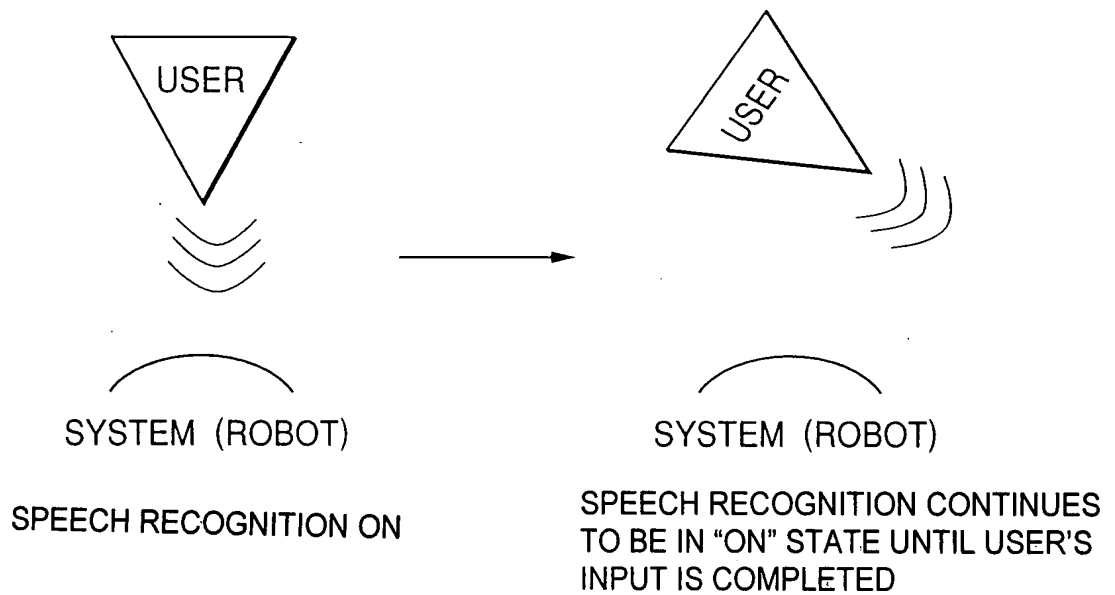 USER
SYSTEM (ROBOT)
SPEECH RECOGNITION ON
USER
SYSTEM (ROBOT)
SPEECH RECOGNITION CONTINUES
TO BE IN “ON” STATE UNTIL USER'S
INPUT IS COMPLETED